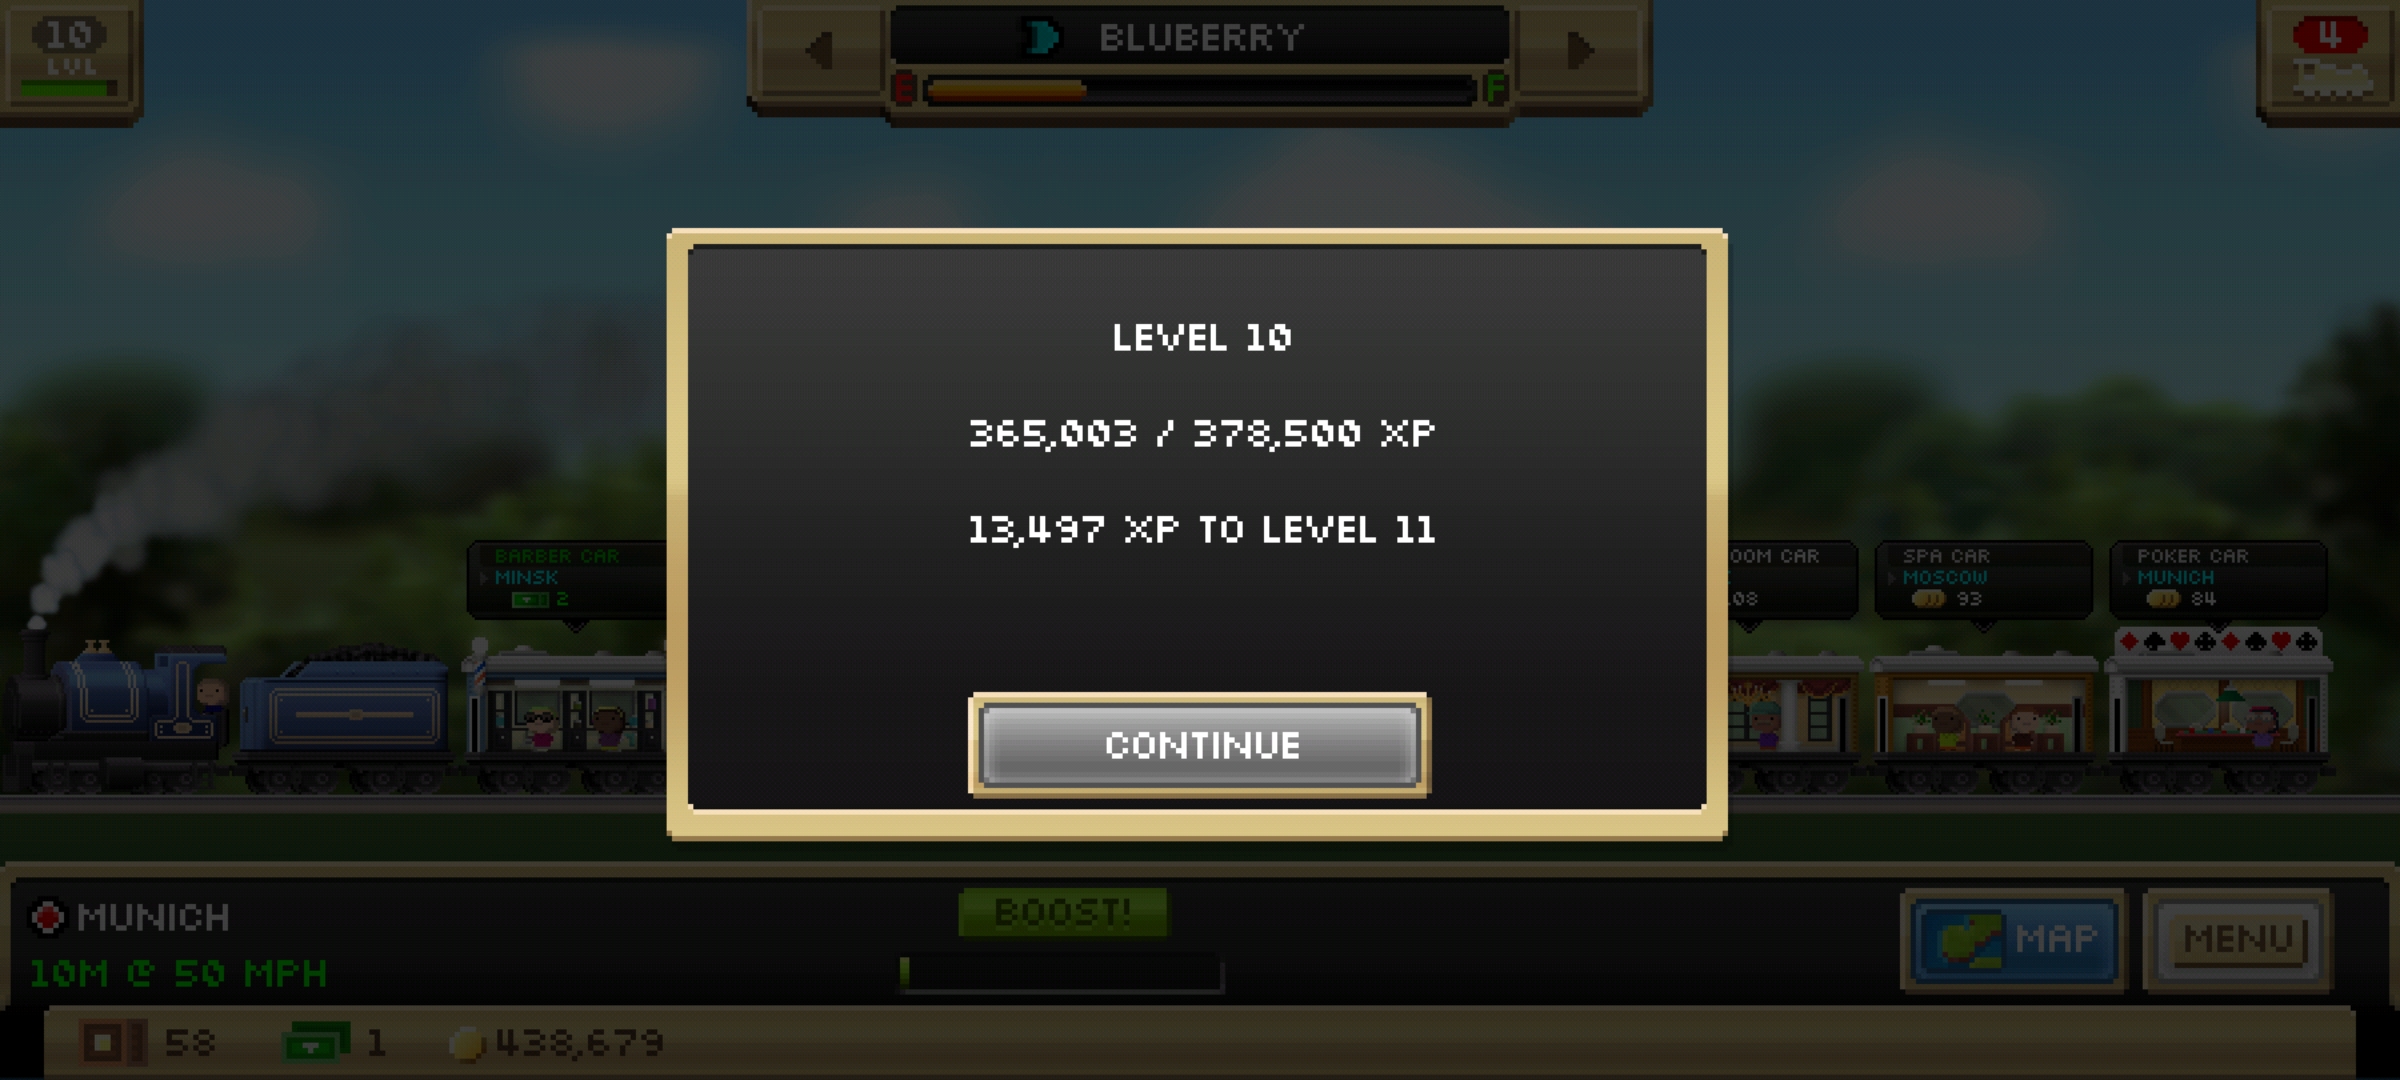 10
LVL
BLUBERRY
E
F
4
LEVEL 10
365,003 / 378,500 XP
13,497 XP TO LEVEL 11
CONTINUE
BARBER CAR
MINSK
2
OOM CAR
08
SPA CAR
MOSCOW
93
POKER CAR
MUNICH
84
MUNICH
10M @ 50 MPH
BOOST!
MAP
MENU
58
1
438,679